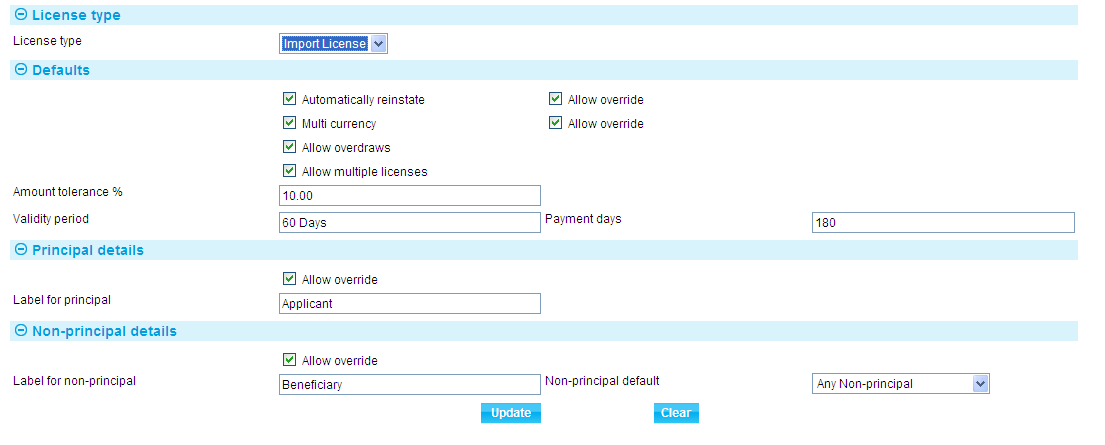 License type
License type Import License
Defaults
Automatically reinstate Allow override
Multi currency Allow override
Allow overdraws
Allow multiple licenses
Amount tolerance % 10.00
Validity period 60 Days Payment days 180
Principal details
Allow override
Label for principal Applicant
Non-principal details
Allow override
Label for non-principal Beneficiary Non-principal default Any Non-principal
Update Clear